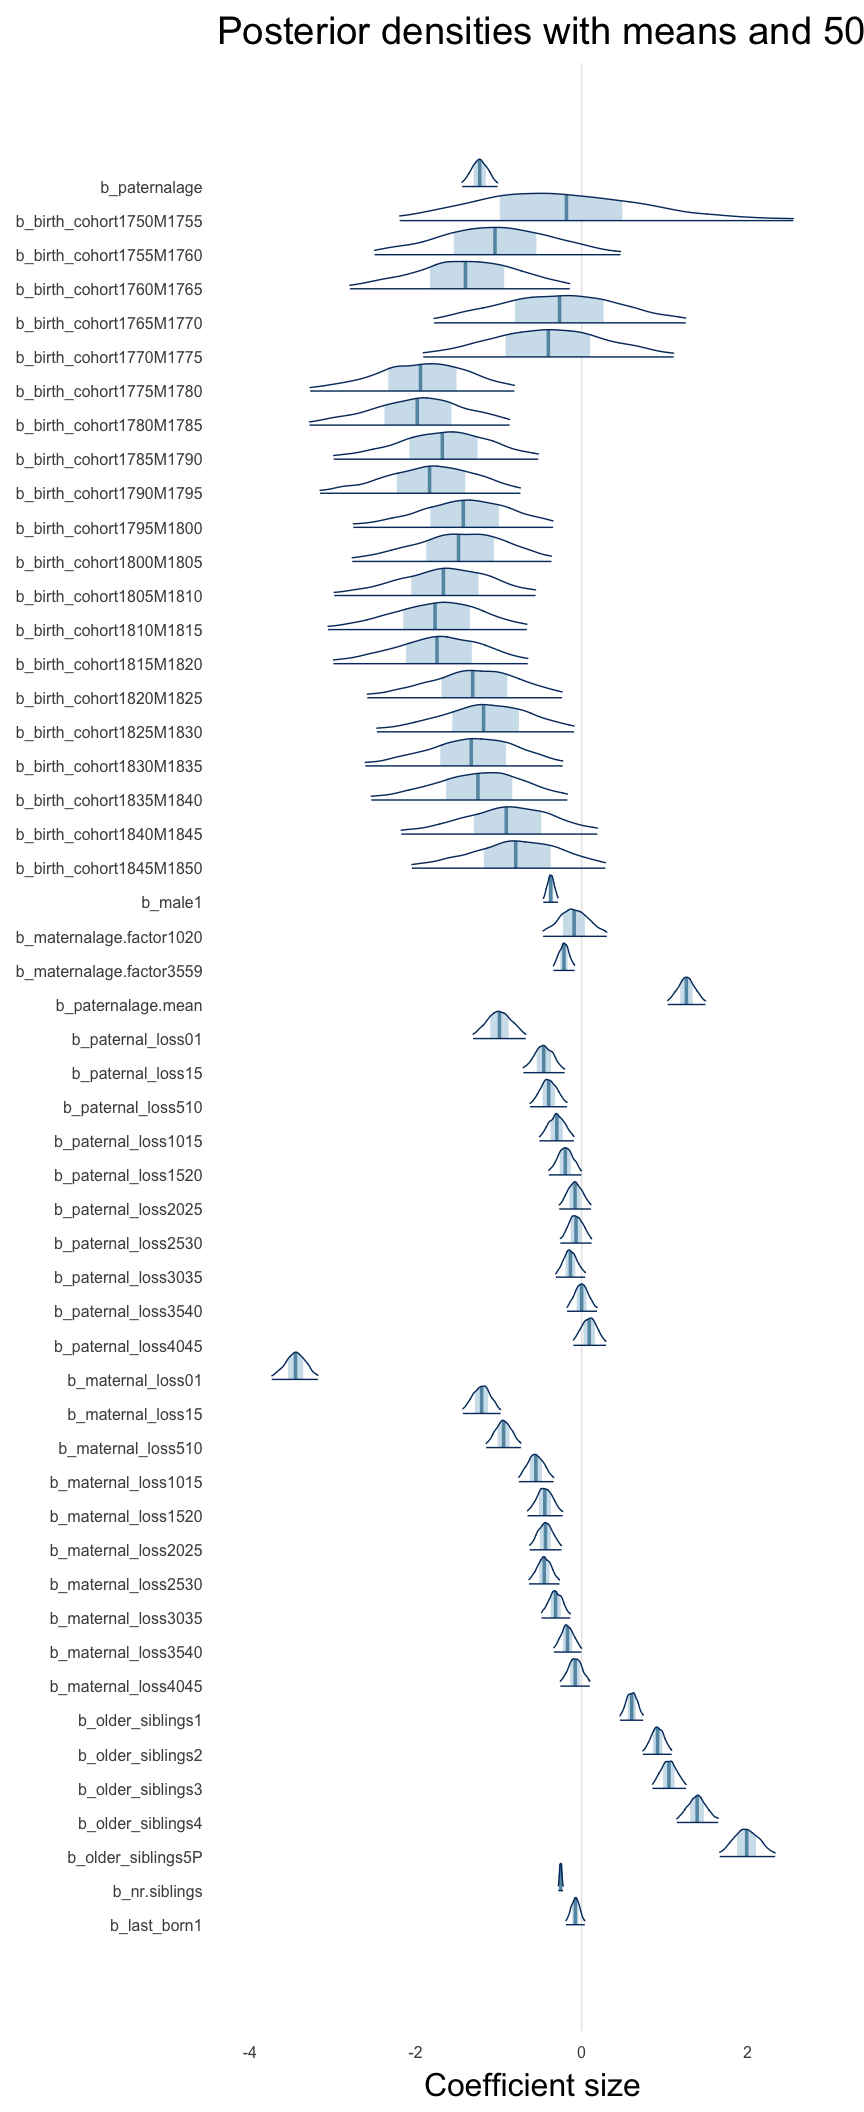 Posterior densities with means and 50
b_paternalage
b_birth_cohort1750M1755
b_birth_cohort1755M1760
b_birth_cohort1760M1765
b_birth_cohort1765M1770
b_birth_cohort1770M1775
b_birth_cohort1775M1780
b_birth_cohort1780M1785
b_birth_cohort1785M1790
b_birth_cohort1790M1795
b_birth_cohort1795M1800
b_birth_cohort1800M1805
b_birth_cohort1805M1810
b_birth_cohort1810M1815
b_birth_cohort1815M1820
b_birth_cohort1820M1825
b_birth_cohort1825M1830
b_birth_cohort1830M1835
b_birth_cohort1835M1840
b_birth_cohort1840M1845
b_birth_cohort1845M1850
b_male1
b_maternalage.factor1020
b_maternalage.factor3559
b_paternalage.mean
b_paternal_loss01
b_paternal_loss15
b_paternal_loss510
b_paternal_loss1015
b_paternal_loss1520
b_paternal_loss2025
b_paternal_loss2530
b_paternal_loss3035
b_paternal_loss3540
b_paternal_loss4045
b_maternal_loss01
b_maternal_loss15
b_maternal_loss510
b_maternal_loss1015
b_maternal_loss1520
b_maternal_loss2025
b_maternal_loss2530
b_maternal_loss3035
b_maternal_loss3540
b_maternal_loss4045
b_older_siblings1
b_older_siblings2
b_older_siblings3
b_older_siblings4
b_older_siblings5P
b_nr.siblings
b_last_born1
-4 -2 0 2
Coefficient size